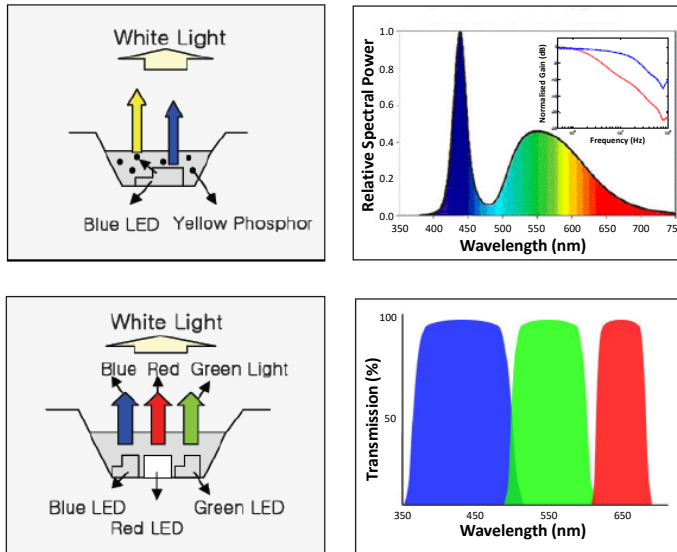 White Light
Blue LED Yellow Phosphor
Relative Spectral Power
1.0
0.8
0.6
0.4
0.2
0.0
350 400 450 500 550 600 650 700 750
Wavelength (nm)
Normalised Gain (dB)
Frequency (Hz)
White Light
Blue Red Green Light
Blue LED Green LED
Red LED
Transmission (%)
100
50
350 450 550 650
Wavelength (nm)